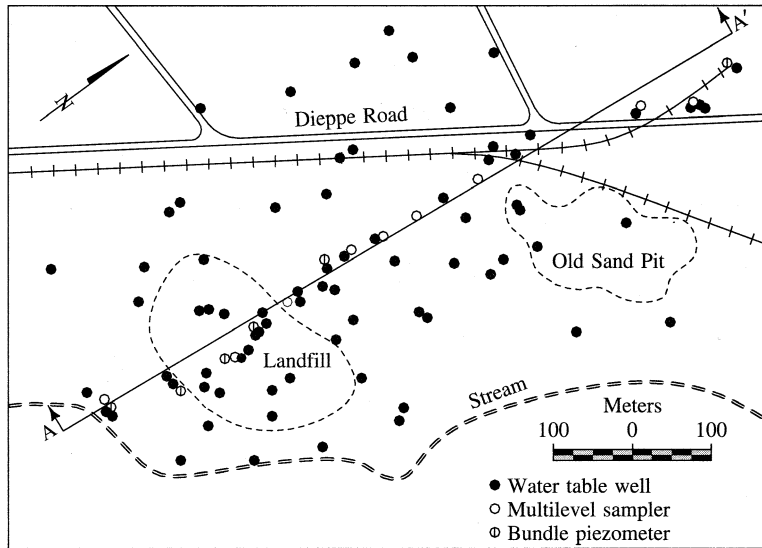 A'
N
Dieppe Road
Old Sand Pit
Landfill
A
Stream
Meters
100 0 100
Water table well
Multilevel sampler
Bundle piezometer